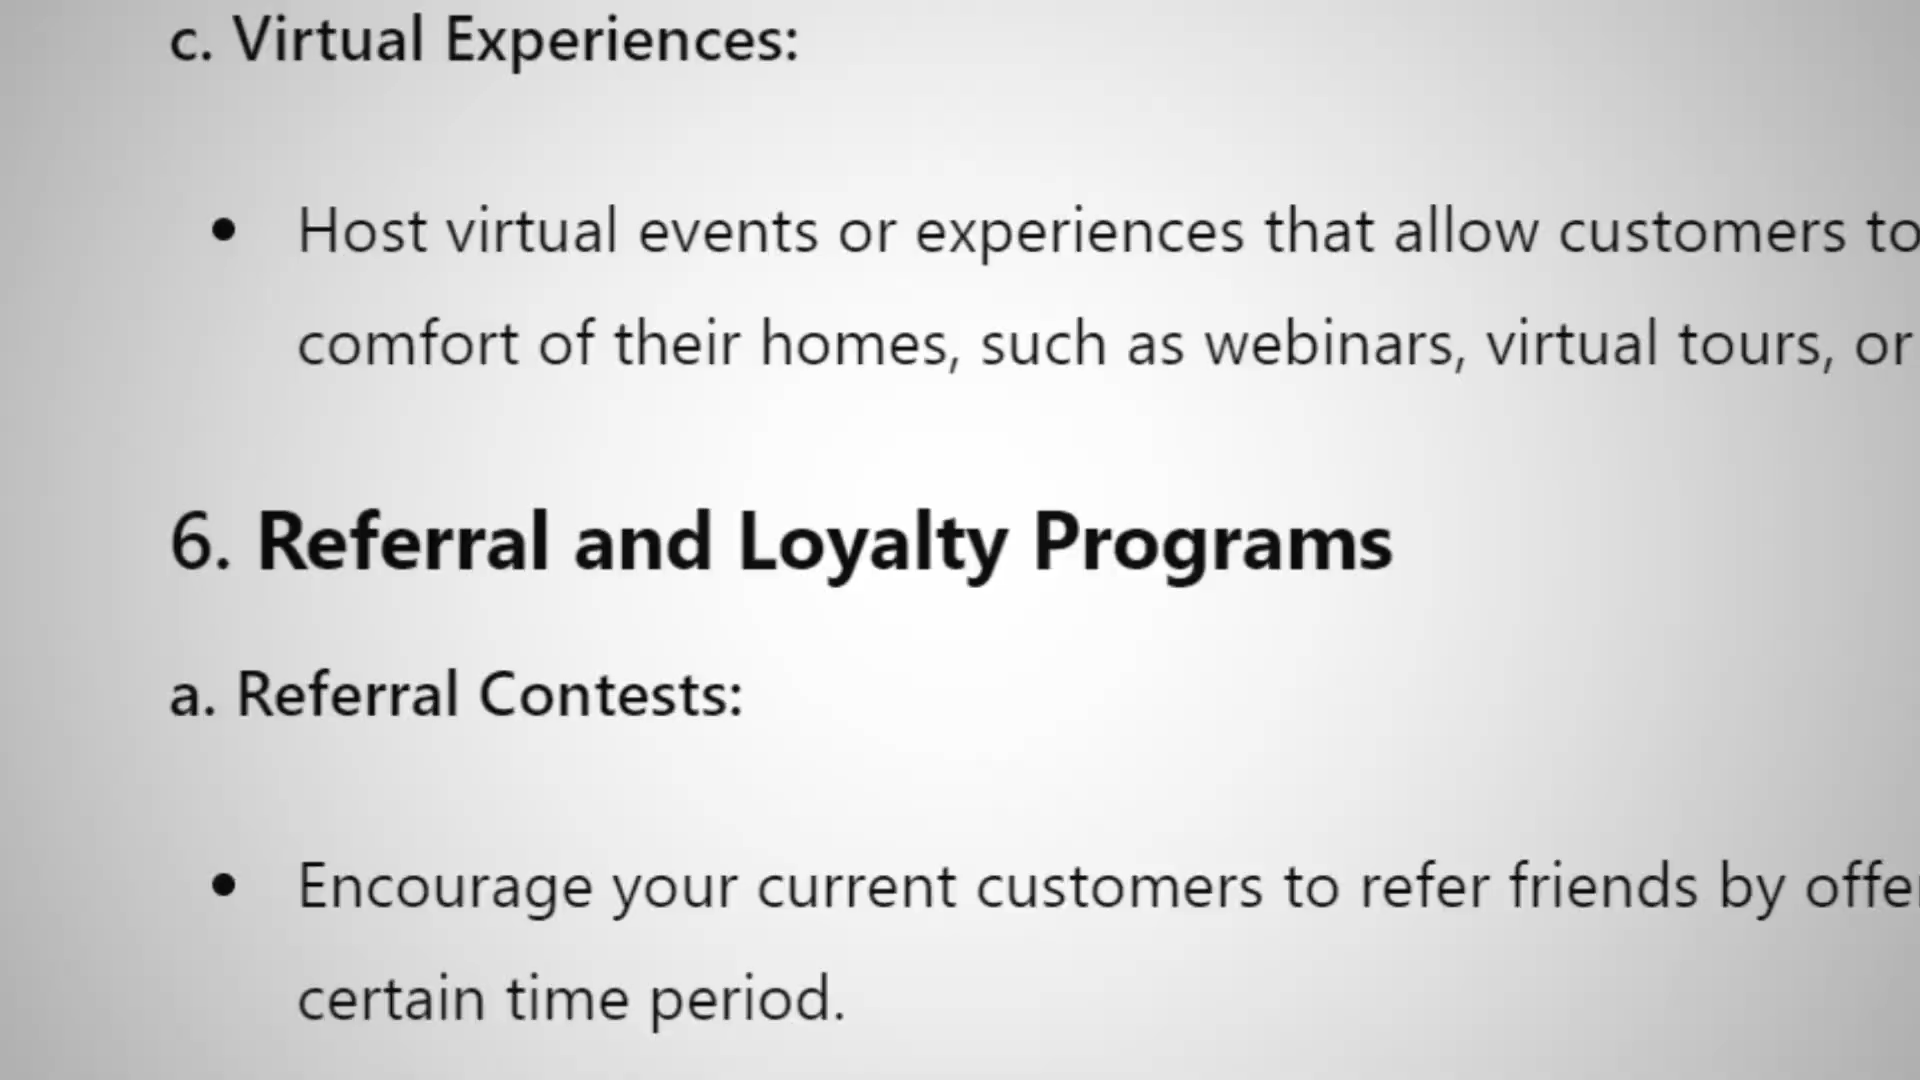 c. Virtual Experiences:
• Host virtual events or experiences that allow customers to
comfort of their homes, such as webinars, virtual tours, or
6. Referral and Loyalty Programs
a. Referral Contests:
• Encourage your current customers to refer friends by
certain time period.